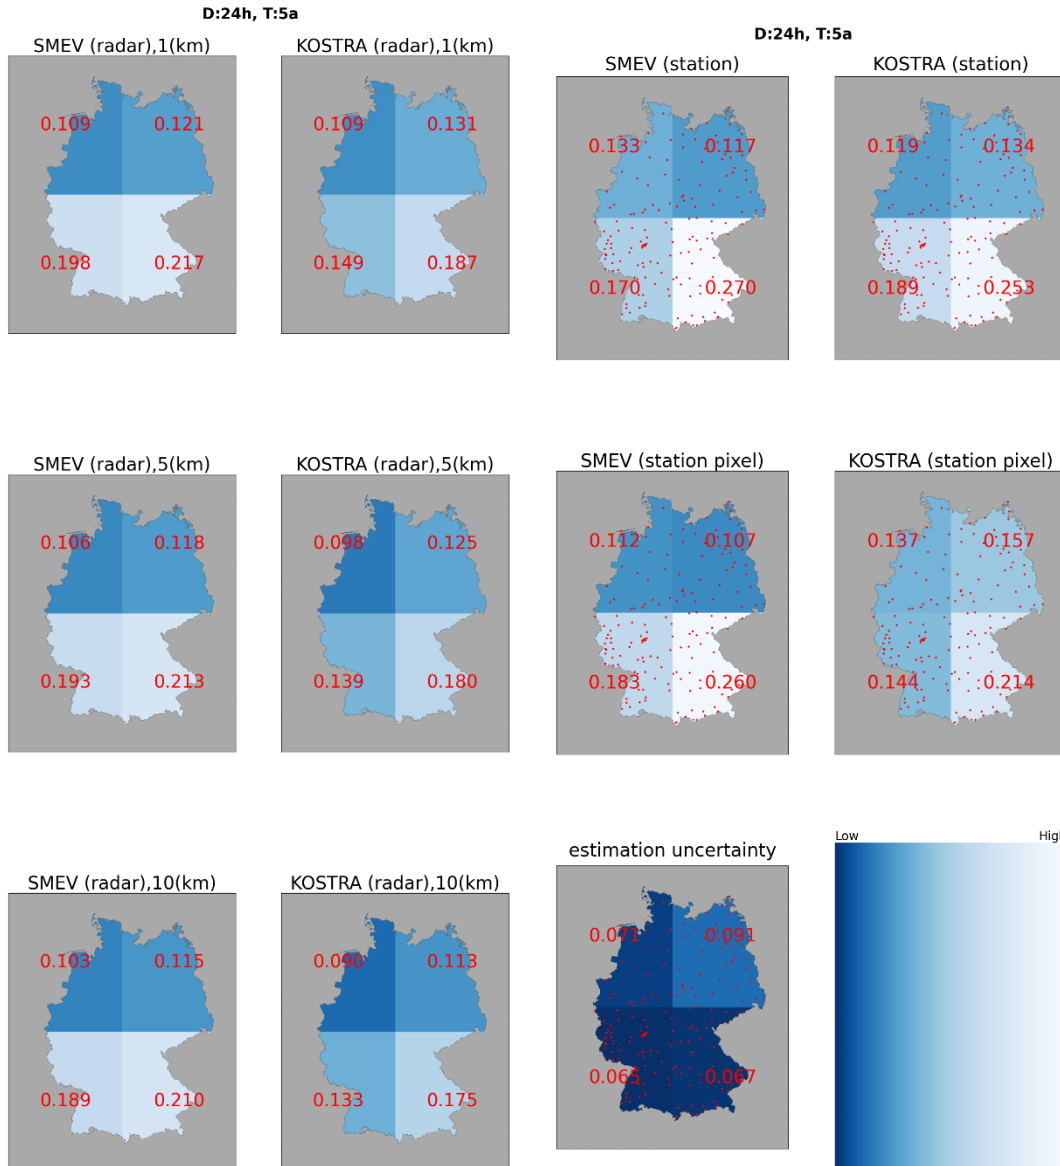 D:24h, T:5a
SMEV (radar),1(km)
KOSTRA (radar),1(km)
0.109
0.121
0.109
0.131
0.198
0.217
0.149
0.187
SMEV (radar),5(km)
KOSTRA (radar),5(km)
0.106
0.118
0.098
0.125
0.193
0.213
0.139
0.180
SMEV (radar),10(km)
KOSTRA (radar),10(km)
0.103
0.115
0.090
0.113
0.189
0.210
0.133
0.175
D:24h, T:5a
SMEV (station)
KOSTRA (station)
0.133
0.117
0.119
0.134
0.170
0.270
0.189
0.253
SMEV (station pixel)
KOSTRA (station pixel)
0.112
0.107
0.137
0.157
0.183
0.260
0.144
0.214
estimation uncertainty
0.071
0.091
0.065
0.067
Low
High